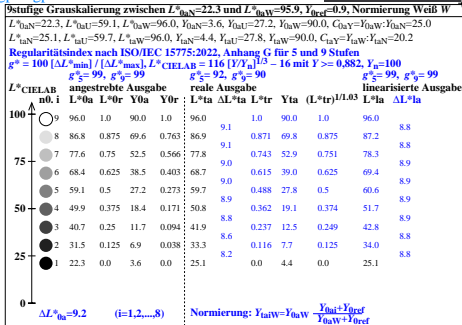 9stufige Grauskalierung zwischen L*0aN=22.3 und L*0aW=95.9, Y0ref=0.9, Normierung Weiß W
L*0aN=22.3, L*0aU=59.1, L*0aW=96.0, Y0aN=3.6, Y0aU=27.2, Y0aW=90.0, C0aY=Y0aW:Y0aN=25.0
L*taN=25.1, L*taU=59.7, L*taW=96.0, YtaN=4.4, YtaU=27.8, YtaW=90.0, CtaY=YtaW:YtaN=20.2
Regularitätsindex nach ISO/IEC 15775:2022, Anhang G für 5 und 9 Stufen
g* = 100 [ΔL*min] / [ΔL*max], L*CIELAB = 116 [Y/Yn]1/3 − 16 mit Y >= 0,882, Yn=100
g*5= 99, g*9= 99 g*5= 92, g*9= 90 g*5= 99, g*9= 99
L*CIELAB angestrebte Ausgabe reale Ausgabe linearisierte Ausgabe
n0. i L*0a l*0r Y0a Y0r L*ta ΔL*ta L*tr Yta (L*tr)1/1.03 L*la ΔL*la
9 96.0 1.0 90.0 1.0 96.0 1.0 90.0 1.0 96.0
100 9.1 8.8
8 86.8 0.875 69.6 0.763 86.9 0.871 69.8 0.875 87.2
9.1 8.8
7 77.6 0.75 52.5 0.566 77.8 0.743 52.9 0.751 78.3
75 9.0 8.9
6 68.4 0.625 38.5 0.403 68.7 0.615 39.0 0.625 69.4
9.0 8.8
5 59.1 0.5 27.2 0.273 59.7 0.488 27.8 0.5 60.6
8.9 8.9
50 4 49.9 0.375 18.4 0.171 50.8 0.362 19.1 0.374 51.7
8.8 8.9
3 40.7 0.25 11.7 0.094 41.9 0.237 12.5 0.249 42.8
8.6 8.8
2 31.5 0.125 6.9 0.038 33.3 0.116 7.7 0.125 34.0
25 8.2 8.8
1 22.3 0.0 3.6 0.0 25.1 0.0 4.4 0.0 25.1
0
ΔL*0a=9.2 (i=1,2,...,8) Normierung: YtaiW=Y0aW Y0ai+Y0ref
Y0aW+Y0ref